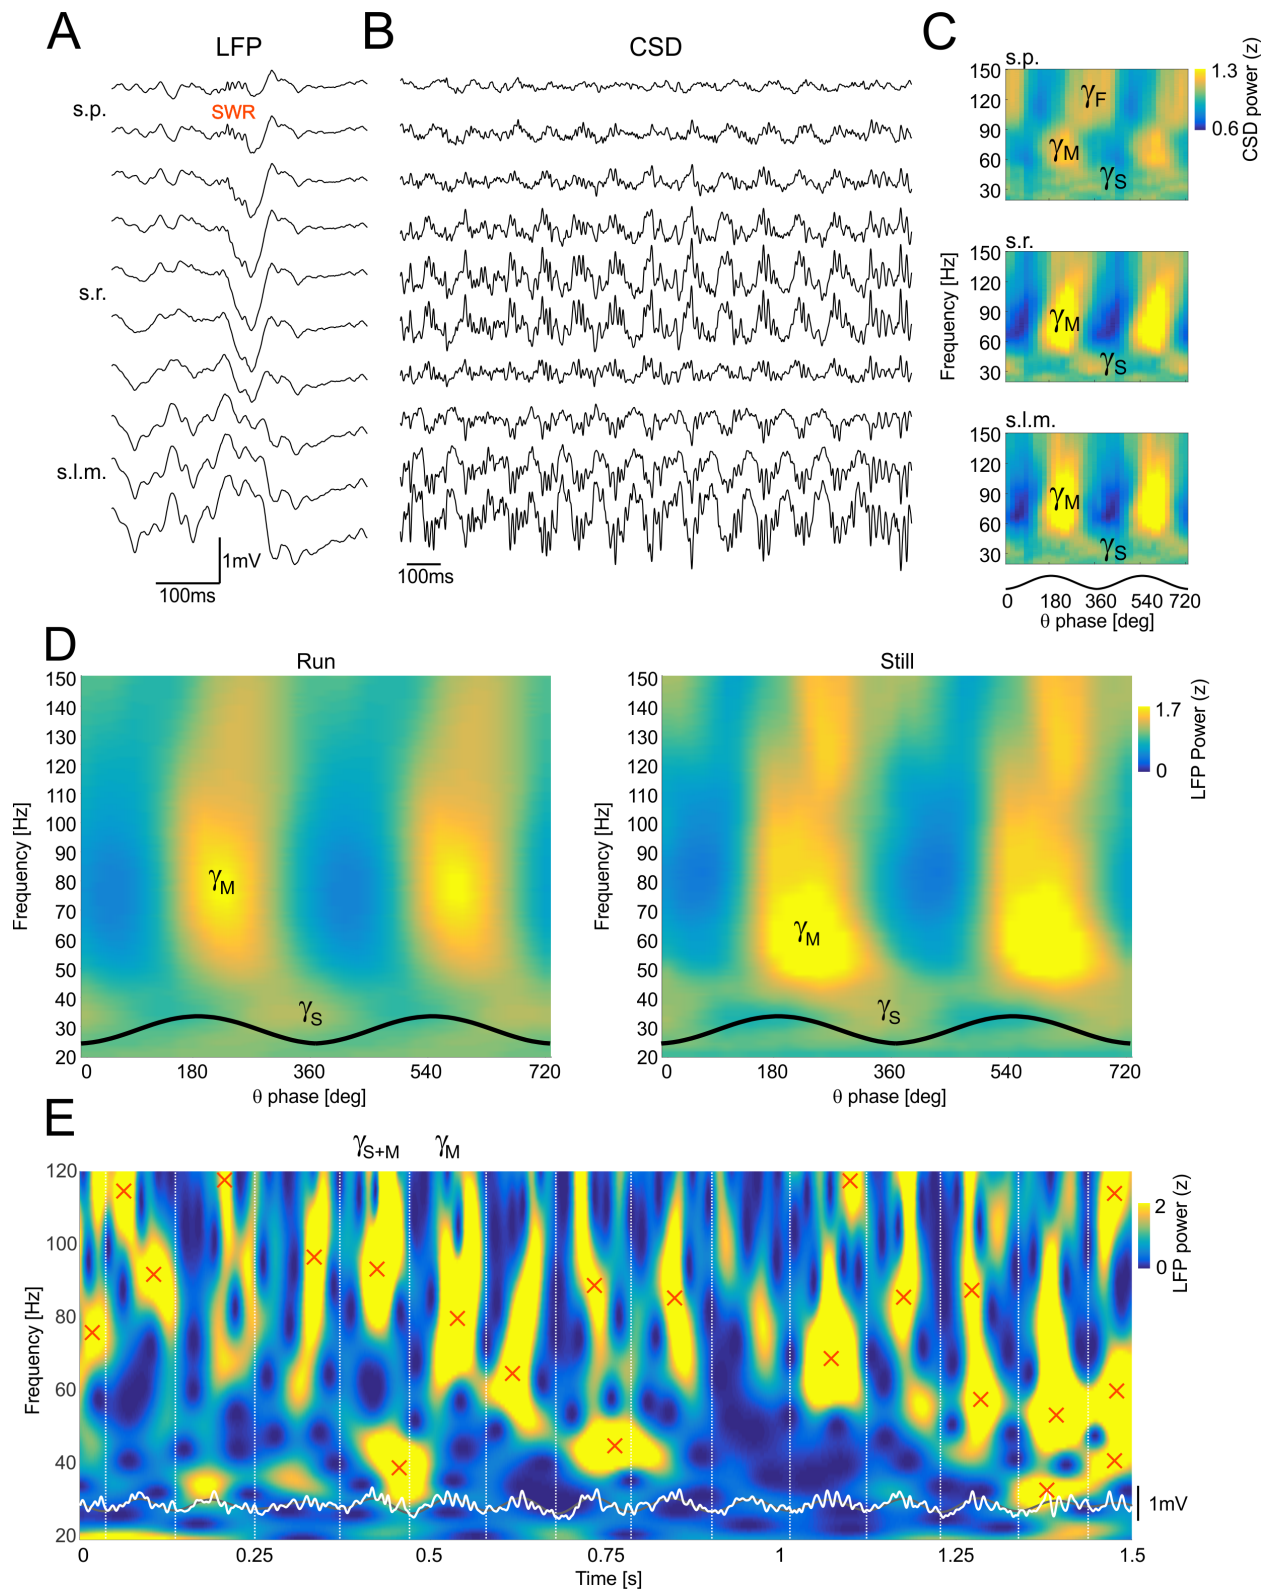 A
LFP
s.p.
SWR
s.r.
s.l.m.
1mV
100ms
B
CSD
100ms
C
s.p.
150
120
90
60
30
γF
γM
γS
1.3
0.6
CSD power (z)
s.r.
150
120
90
60
30
γM
γS
Frequency [Hz]
s.l.m.
150
120
90
60
30
γM
γS
0 180 360 540 720
θ phase [deg]
D
Run
150
140
130
120
110
100
90
80
70
60
50
40
30
20
Frequency [Hz]
γM
γS
0 180 360 540 720
θ phase [deg]
Still
150
140
130
120
110
100
90
80
70
60
50
40
30
20
Frequency [Hz]
γM
γS
0 180 360 540 720
θ phase [deg]
1.7
0
LFP Power (z)
E
γS+M γM
120
100
80
60
40
20
Frequency [Hz]
2
0
LFP power (z)
1mV
0 0.25 0.5 0.75 1 1.25 1.5
Time [s]